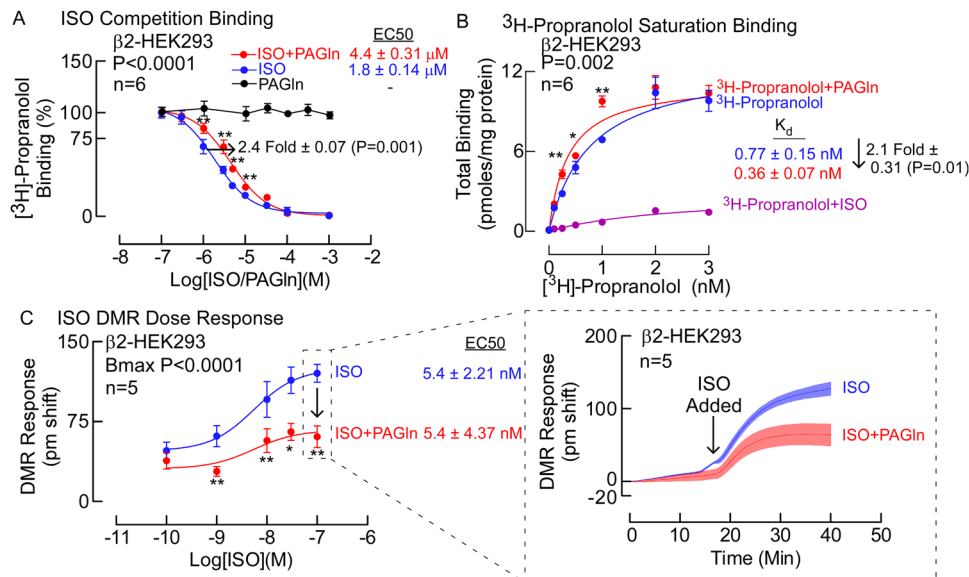 A ISO Competition Binding
β2-HEK293
P<0.0001
n=6
EC50
ISO+PAGln 4.4 ± 0.31 μM
ISO 1.8 ± 0.14 μM
PAGln -
[³H]-Propranolol
Binding (%)
150
100
75
0
**
**
**
**
2.4 Fold ± 0.07 (P=0.001)
-8 -7 -6 -5 -4 -3 -2
Log[ISO/PAGln](M)
B ³H-Propranolol Saturation Binding
β2-HEK293
P=0.002
n=6
Total Binding
(pmoles/mg protein)
12
6
0
**
*
**
³H-Propranolol+PAGln
³H-Propranolol
Kd
0.77 ± 0.15 nM
0.36 ± 0.07 nM
2.1 Fold ±
0.31 (P=0.01)
³H-Propranolol+ISO
0 1 2 3
[³H]-Propranolol (nM)
C ISO DMR Dose Response
β2-HEK293
Bmax P<0.0001
n=5
DMR Response
(pm shift)
150
75
0
EC50
ISO 5.4 ± 2.21 nM
ISO+PAGln 5.4 ± 4.37 nM
**
**
*
**
-11 -10 -9 -8 -7 -6
Log[ISO](M)
β2-HEK293
n=5
DMR Response
(pm shift)
200
100
0
-20
ISO
Added
ISO
ISO+PAGln
0 10 20 30 40 50
Time (Min)